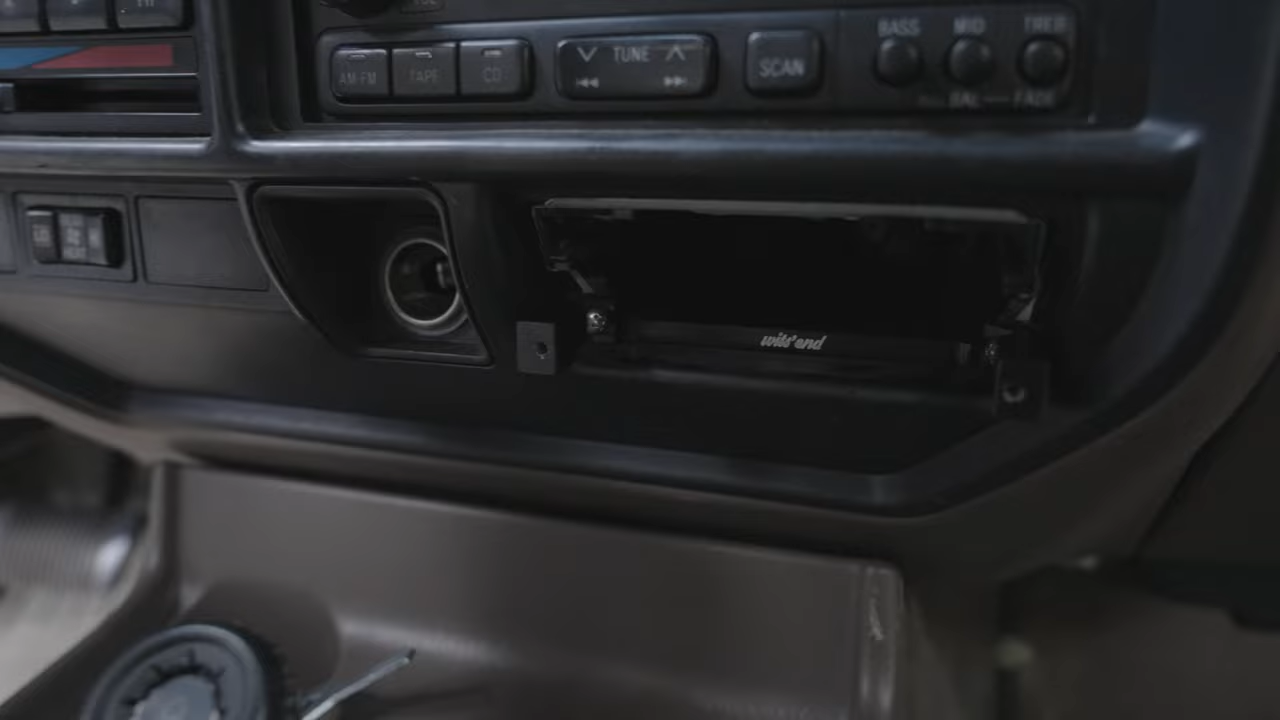 AM FM
TAPE
CD
TUNE
SCAN
BASS
MID
TREB
BAL
FADE
wits'end